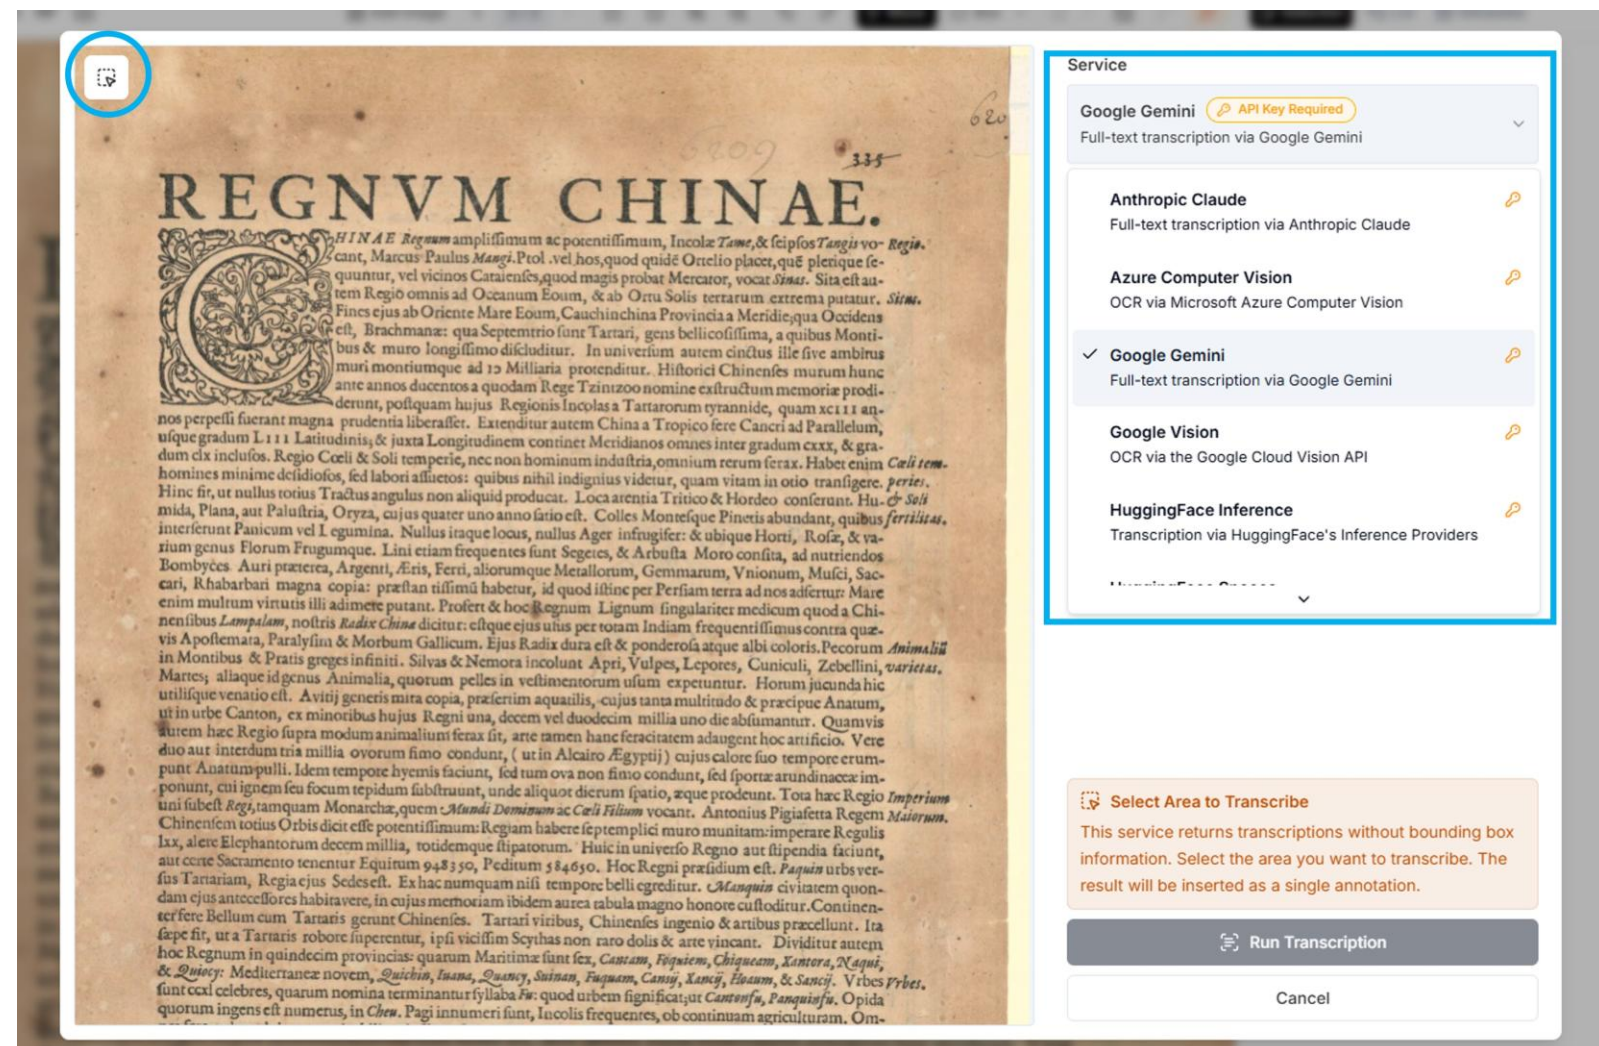 620
6209
335
REGNVM CHINAE.
CHINAE Regnum amplissimum ac potentissimum, Incolæ Tame, & seipsos Tangis vo- Regio.
cant, Marcus Paulus Mangi. Ptol. vel hos, quod quidē Ortelio placet, quē plerique se-
quuntur, vel vicinos Cataienses, quod magis probat Mercator, vocat Sinas. Sita est au-
tem Regio omnis ad Oceanum Eoum, & ab Ortu Solis terrarum extrema putatur. Situs.
Fines ejus ab Oriente Mare Eoum, Cauchinchina Provincia a Meridie; qua Occidens
est, Brachmanæ: qua Septemtrio sunt Tartari, gens bellicosissima, a quibus Monti-
bus & muro longissimo discluditur. In universum autem cinctus ille sive ambitus
muri montiumque ad Milliaria protenditur. Historici Chinenses murum hunc
ante annos ducentos a quodam Rege Tzintzoo nomine exstructum memoriæ prodi-
derunt, postquam hujus Regionis Incolas a Tartarorum tyrannide, quam xciii an-
nos perpessi fuerant magna prudentia liberasset. Extenditur autem China a Tropico fere Cancri ad Parallelum,
usque gradum Liii Latitudinis; & juxta Longitudinem continet Meridianos omnes inter gradum cxxx, & gra-
dum clx inclusos. Regio Cœli & Soli temperie, nec non hominum industria, omnium rerum ferax. Habet enim Cœli tem-
homines minime desidiosos, sed labori assuetos: quibus nihil indignius videtur, quam vitam in otio transigere. peries.
Hinc fit, ut nullus totius Tractus angulus non aliquid producat. Loca arentia Tritico & Hordeo conserunt. Hu- & Soli
mida, Plana, aut Palustria, Oryza, cujus quater uno anno satio est. Colles Montesque Pinetis abundant, quibus fertilitas.
interserunt Panicum vel Legumina. Nullus itaque locus, nullus Ager infrugifer: & ubique Horti, Rosæ, & va-
rium genus Florum Frugumque. Lini etiam frequentes sunt Segetes, & Arbusta Moro consita, ad nutriendos
Bombyces. Auri præterea, Argenti, Æris, Ferri, aliorumque Metallorum, Gemmarum, Vnionum, Musci, Sac-
cari, Rhabarbari magna copia: præstantissimū habetur, id quod istinc per Persiam terra ad nos adfertur: Mare
enim multum virtutis illi adimere putant. Profert & hoc Regnum Lignum singulariter medicum quod a Chi-
nensibus Lampatam, nostris Radix China dicitur: estque ejus usus per totam Indiam frequentissimus contra quæ-
vis Apostemata, Paralysim & Morbum Gallicum. Ejus Radix dura est & ponderosa atque albi coloris. Pecorum Animaliū
in Montibus & Pratis greges infiniti. Silvas & Nemora incolunt Apri, Vulpes, Lepores, Cuniculi, Zebellini, varietas.
Martes; aliaque id genus Animalia, quorum pelles in vestimentorum usum expetuntur. Horum jucunda hic
utilisque venatio est. Avitij generis mira copia, præsertim aquatilis, cujus tanta multitudo & præcipue Anatum,
ut in urbe Canton, ex minoribus hujus Regni una, decem vel duodecim millia uno die absumantur. Quamvis
autem hæc Regio supra modum animalium ferax sit, arte tamen hanc feracitatem adaugent hoc artificio. Vere
duo aut interdum tria millia ovorum fimo condunt, ( ut in Alcairo Ægyptij ) cujus calore suo tempore erum-
punt Anatum pulli. Idem tempore hyemis faciunt, sed tum ova non fimo condunt, sed sportæ arundinaceæ im-
ponunt, cui ignem seu focum tepidum substruunt, unde aliquot dierum spatio, æque prodeunt. Tota hæc Regio Imperium
uni subest Regi, tamquam Monarchæ, quem Mundi Dominum ac Cæli Filium vocant. Antonius Pigiafetta Regem Maiorum.
Chinensem totius Orbis dicit esse potentissimum: Regiam habere septemplici muro munitam: imperare Regulis
lxx, alere Elephantorum decem millia, totidemque stipatorum. Huic in universo Regno aut stipendia faciunt,
aut certe Sacramento tenentur Equitum 948350, Peditum 584650. Hoc Regni præsidium est. Paquin urbs ver-
sus Tartariam, Regia ejus Sedes est. Ex hac numquam nisi tempore belli egreditur. Manquin civitatem quon-
dam ejus antecessores habitavere, in cujus memoriam ibidem aurea tabula magno honore custoditur. Continen-
ter fere Bellum cum Tartaris gerunt Chinenses. Tartari viribus, Chinenses ingenio & artibus præcellunt. Ita
sæpe fit, ut a Tartaris robore superentur, ipsi vicissim Scythas non raro dolis & arte vincant. Dividitur autem
hoc Regnum in quindecim provincias: quarum Maritimæ sunt sex, Cantam, Foquiem, Chiqueam, Xantora, Naqui,
& Quiocy: Mediterraneæ novem, Quichin, Iuana, Quancy, Suinan, Fuquam, Cansij, Xancij, Hoaum, & Sancij. Vrbes Vrbes.
sunt ccxl celebres, quarum nomina terminantur syllaba Fu: quod urbem significat; ut Cantonfu, Panquinfu. Opida
quorum ingens est numerus, in Cheu. Pagi innumeri sunt, Incolis frequentes, ob continuam agriculturam. Om-
Service
Google Gemini API Key Required
Full-text transcription via Google Gemini
Anthropic Claude
Full-text transcription via Anthropic Claude
Azure Computer Vision
OCR via Microsoft Azure Computer Vision
Google Gemini
Full-text transcription via Google Gemini
Google Vision
OCR via the Google Cloud Vision API
HuggingFace Inference
Transcription via HuggingFace's Inference Providers
HuggingFace Spaces
Select Area to Transcribe
This service returns transcriptions without bounding box
information. Select the area you want to transcribe. The
result will be inserted as a single annotation.
Run Transcription
Cancel